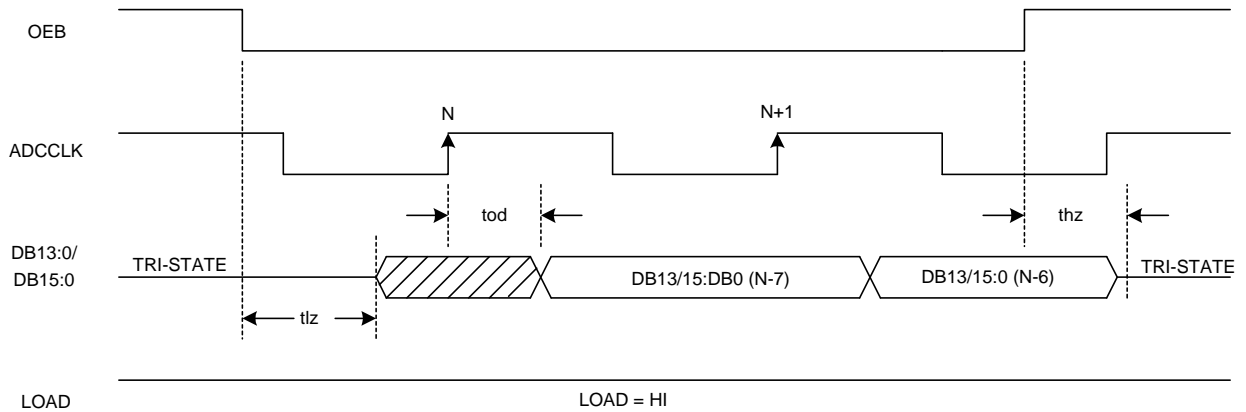 OEB
N
N+1
ADCCLK
tod
thz
DB13:0/
DB15:0
TRI-STATE
DB13/15:DB0 (N-7)
DB13/15:0 (N-6)
TRI-STATE
tlz
LOAD
LOAD = HI